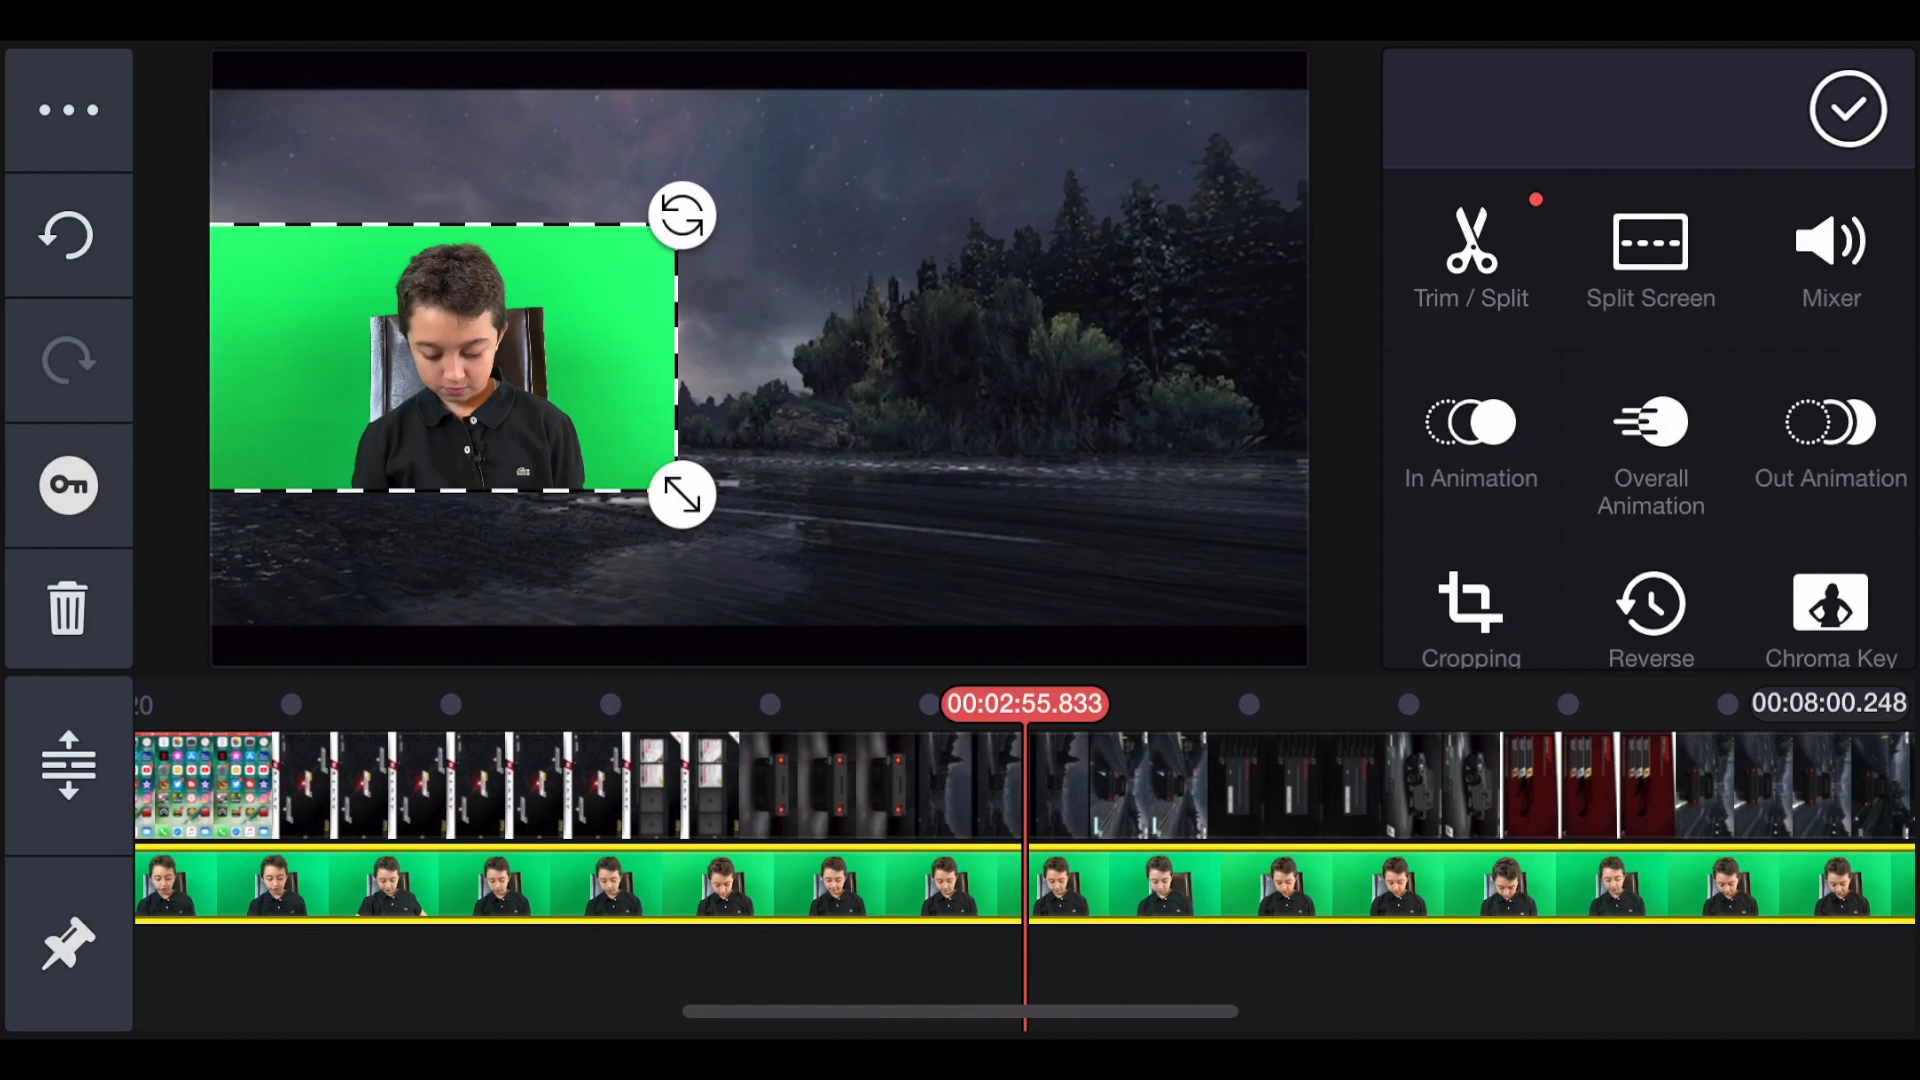 Trim / Split
Split Screen
Mixer
In Animation
Overall
Animation
Out Animation
Cropping
Reverse
Chroma Key
20
00:02:55.833
00:08:00.248